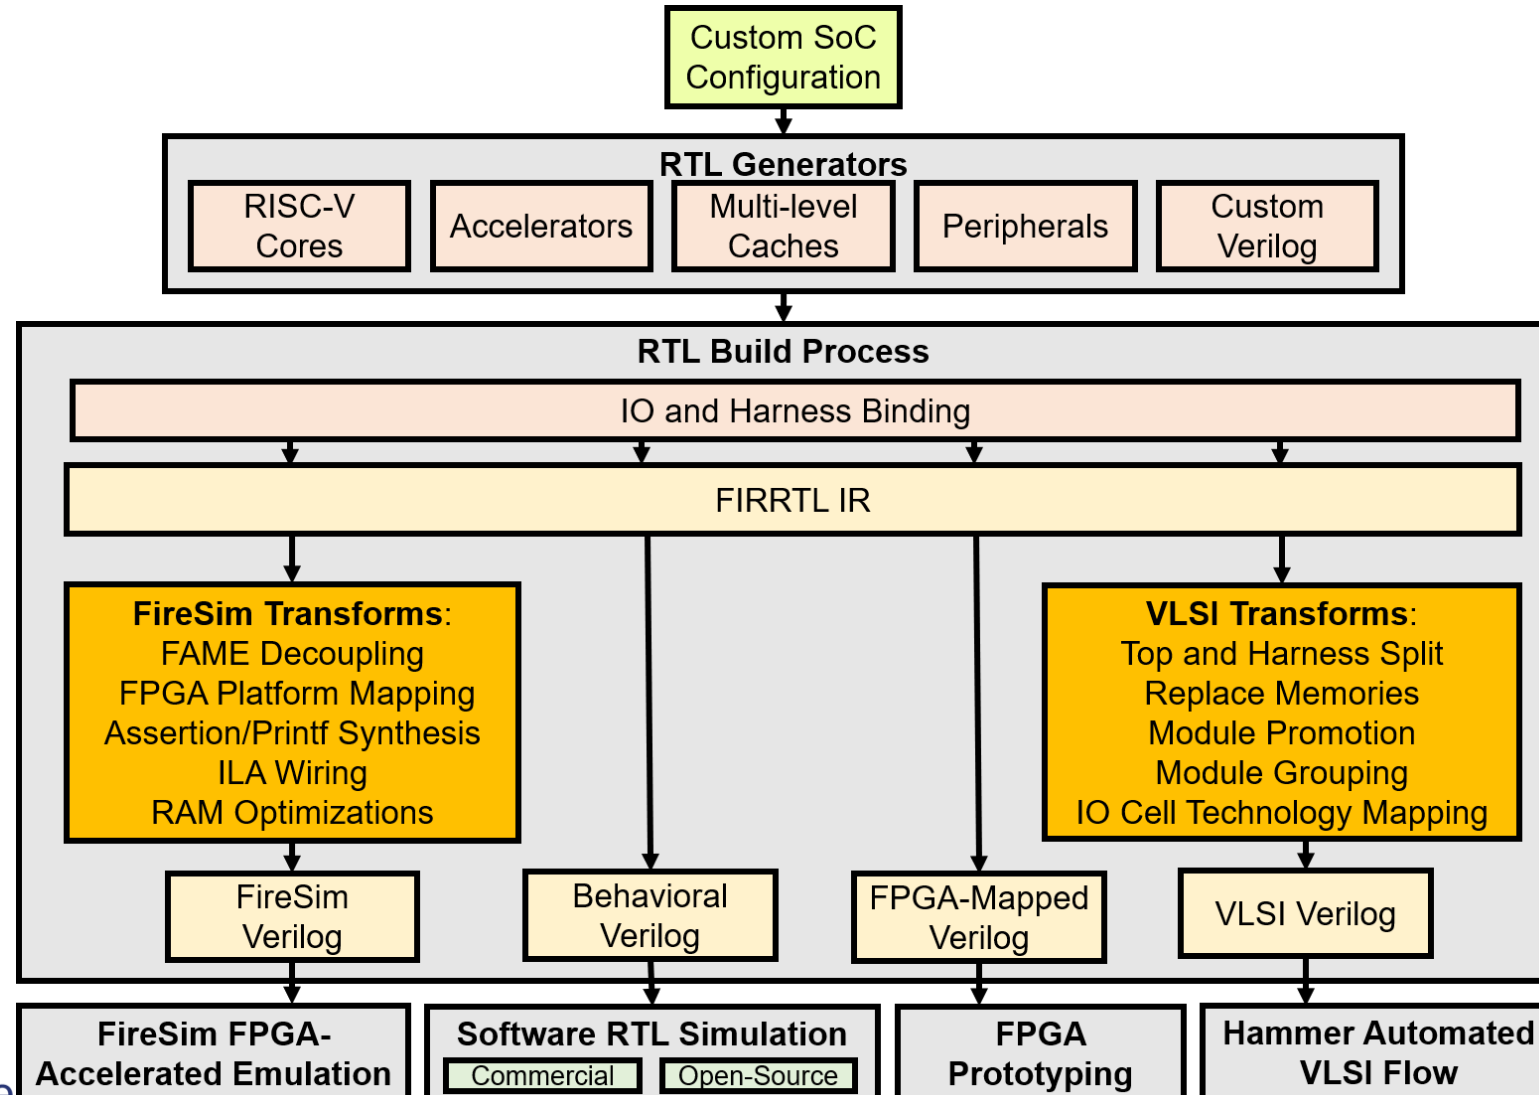 Custom SoC
Configuration
RTL Generators
RISC-V
Cores
Accelerators
Multi-level
Caches
Peripherals
Custom
Verilog
RTL Build Process
IO and Harness Binding
FIRRTL IR
FireSim Transforms:
FAME Decoupling
FPGA Platform Mapping
Assertion/Printf Synthesis
ILA Wiring
RAM Optimizations
VLSI Transforms:
Top and Harness Split
Replace Memories
Module Promotion
Module Grouping
IO Cell Technology Mapping
FireSim
Verilog
Behavioral
Verilog
FPGA-Mapped
Verilog
VLSI Verilog
FireSim FPGA-
Accelerated Emulation
Software RTL Simulation
Commercial
Open-Source
FPGA
Prototyping
Hammer Automated
VLSI Flow